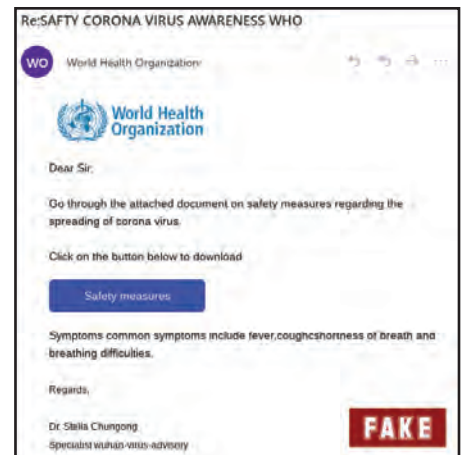 Re:SAFTY CORONA VIRUS AWARENESS WHO
WO World Health Organization
World Health
Organization
Dear Sir,
Go through the attached document on safety measures regarding the
spreading of corona virus.
Click on the button below to download
Safety measures
Symptoms common symptoms include fever,coughcshortness of breath and
breathing difficulties.
Regards,
Dr. Stella Chungong
Specialist wuhan-virus-advisory
FAKE